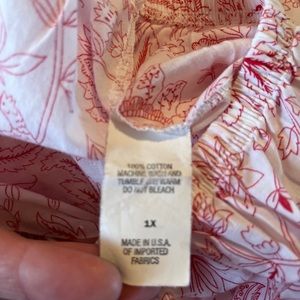 100% COTTON
MACHINE WASH AND
TUMBLE DRY WARM
DO NOT BLEACH
1X
MADE IN U.S.A.
OF IMPORTED
FABRICS